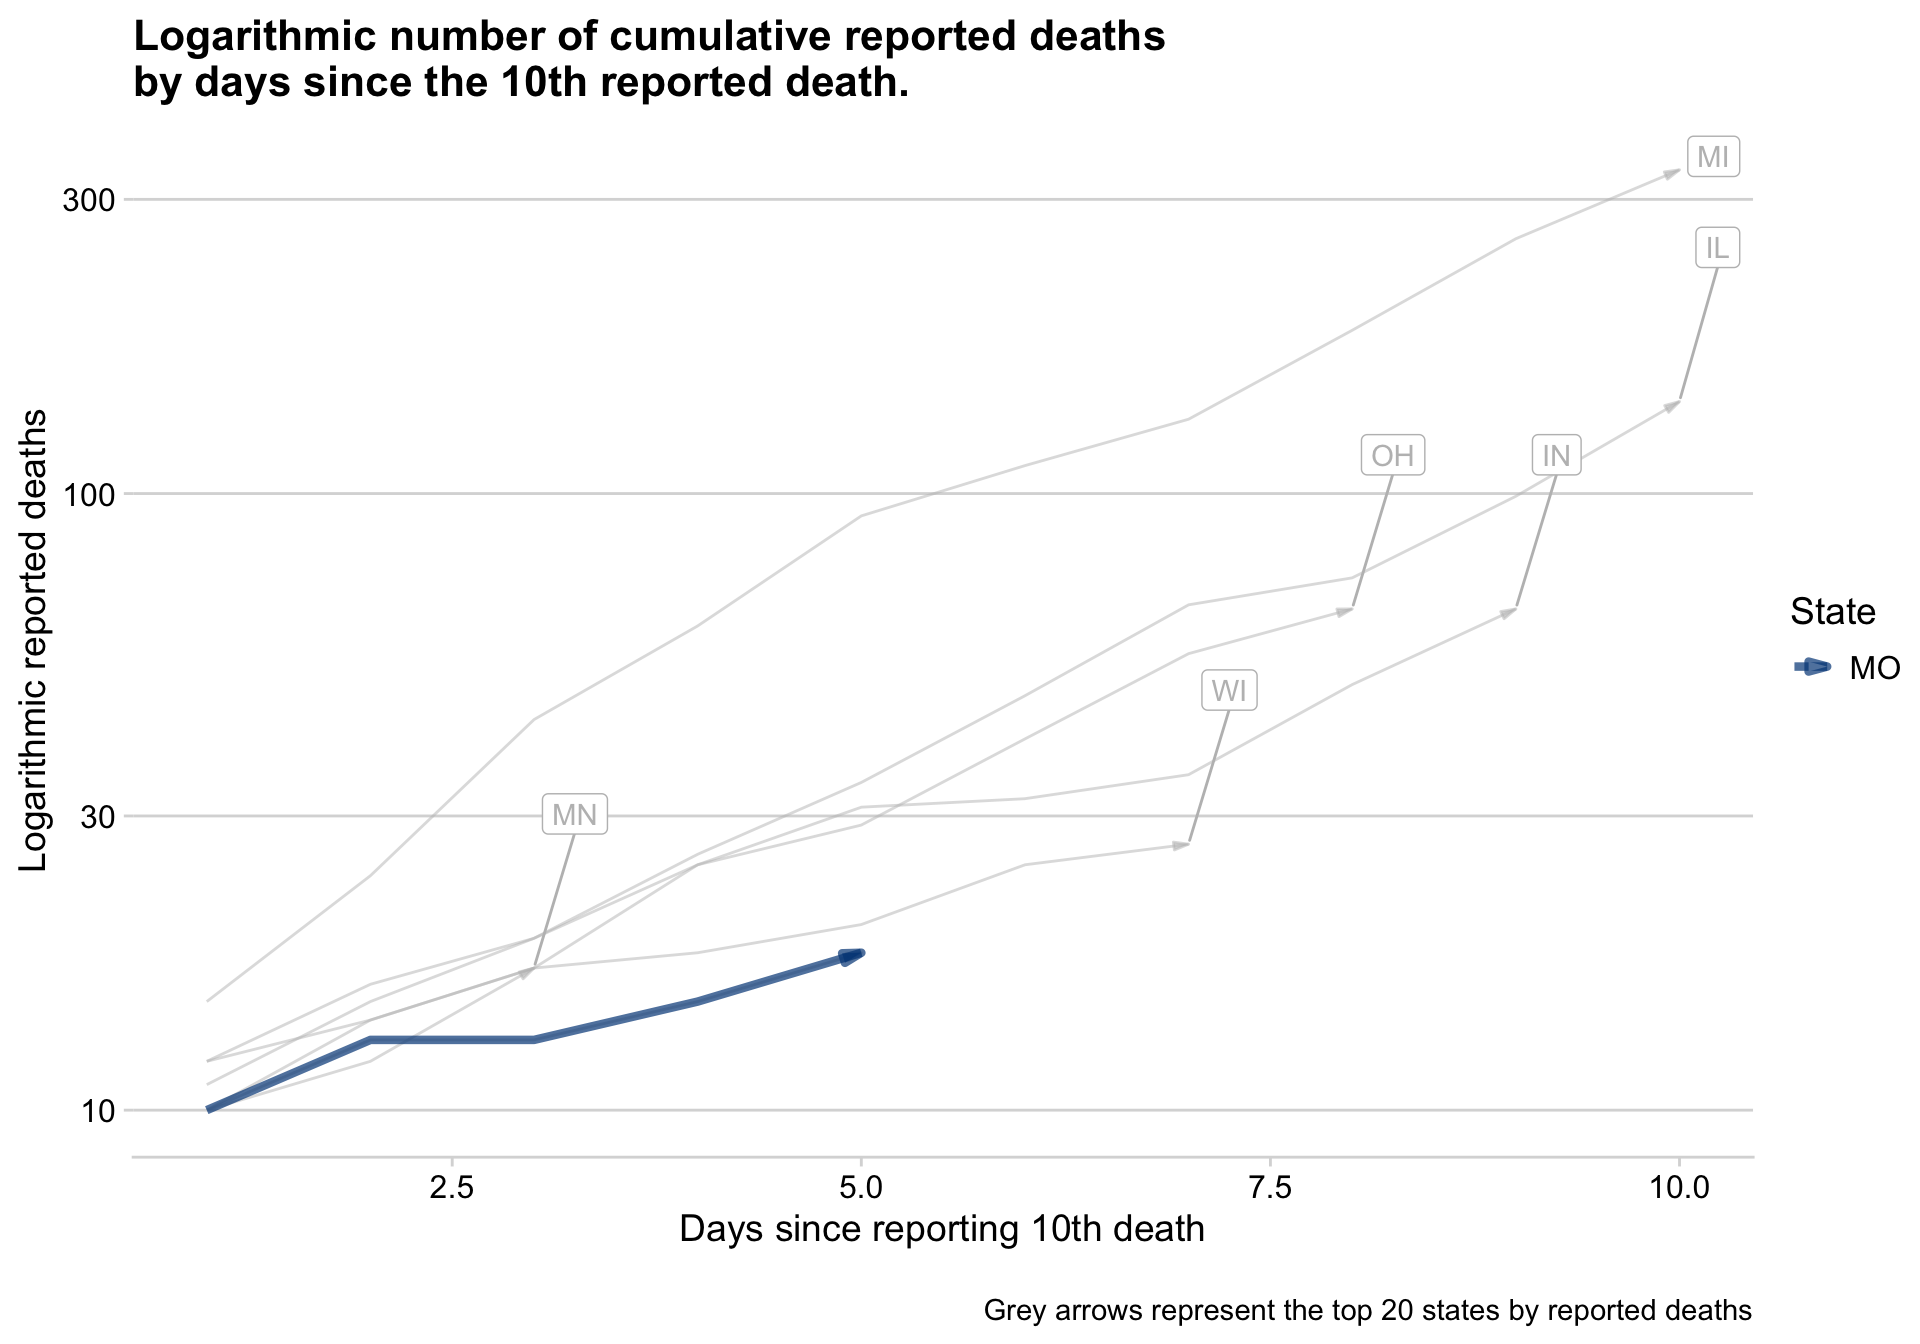 Logarithmic number of cumulative reported deaths
by days since the 10th reported death.
MI
300
IL
OH
IN
100
Logarithmic reported deaths
State
MO
WI
MN
30
10
2.5
5.0
7.5
10.0
Days since reporting 10th death
Grey arrows represent the top 20 states by reported deaths